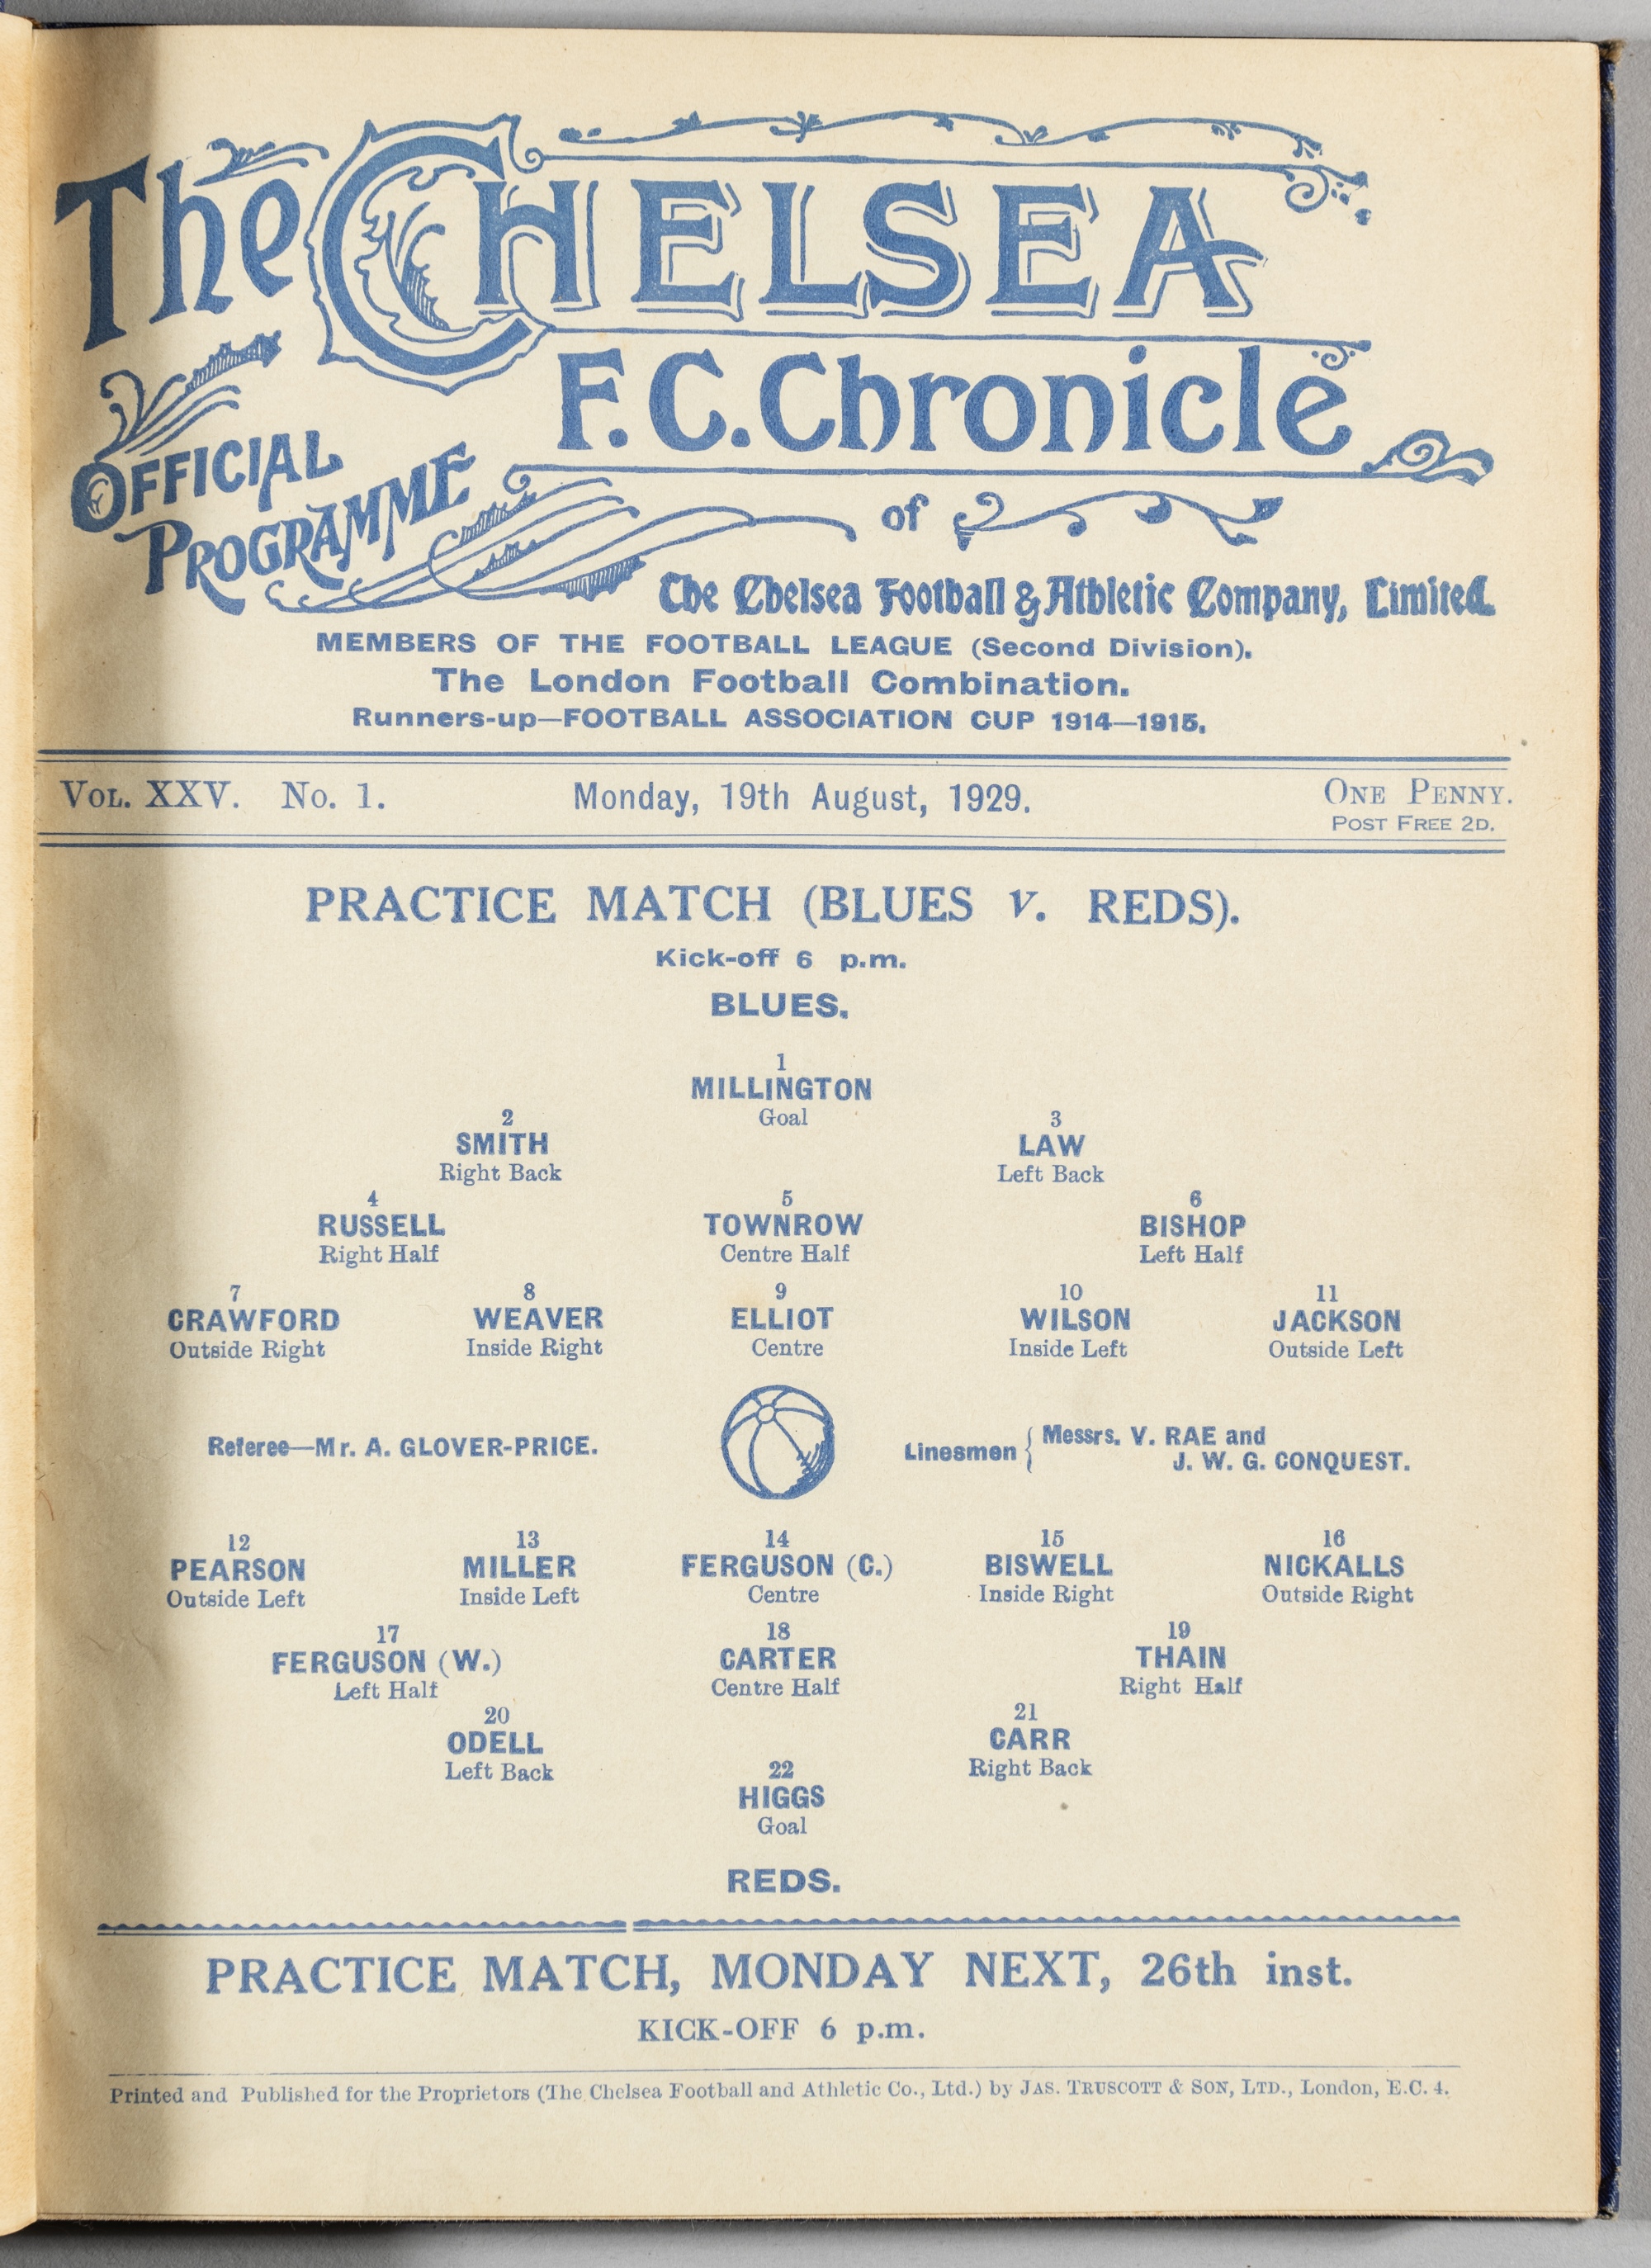 The CHELSEA
F.C. Chronicle
OFFICIAL
PROGRAMME
of
The Chelsea Football & Athletic Company, Limited.
MEMBERS OF THE FOOTBALL LEAGUE (Second Division).
The London Football Combination.
Runners-up—FOOTBALL ASSOCIATION CUP 1914—1915.
VOL. XXV. No. 1. Monday, 19th August, 1929. ONE PENNY.
POST FREE 2D.
PRACTICE MATCH (BLUES v. REDS).
Kick-off 6 p.m.
BLUES.
1
MILLINGTON
Goal
2 3
SMITH LAW
Right Back Left Back
4 5 6
RUSSELL TOWNROW BISHOP
Right Half Centre Half Left Half
7 8 9 10 11
CRAWFORD WEAVER ELLIOT WILSON JACKSON
Outside Right Inside Right Centre Inside Left Outside Left
Referee—Mr. A. GLOVER-PRICE. Linesmen { Messrs. V. RAE and
J. W. G. CONQUEST.
12 13 14 15 16
PEARSON MILLER FERGUSON (C.) BISWELL NICKALLS
Outside Left Inside Left Centre Inside Right Outside Right
17 18 19
FERGUSON (W.) CARTER THAIN
Left Half Centre Half Right Half
20 21
ODELL CARR
Left Back Right Back
22
HIGGS
Goal
REDS.
PRACTICE MATCH, MONDAY NEXT, 26th inst.
KICK-OFF 6 p.m.
Printed and Published for the Proprietors (The Chelsea Football and Athletic Co., Ltd.) by JAS. TRUSCOTT & SON, LTD., London, E.C. 4.